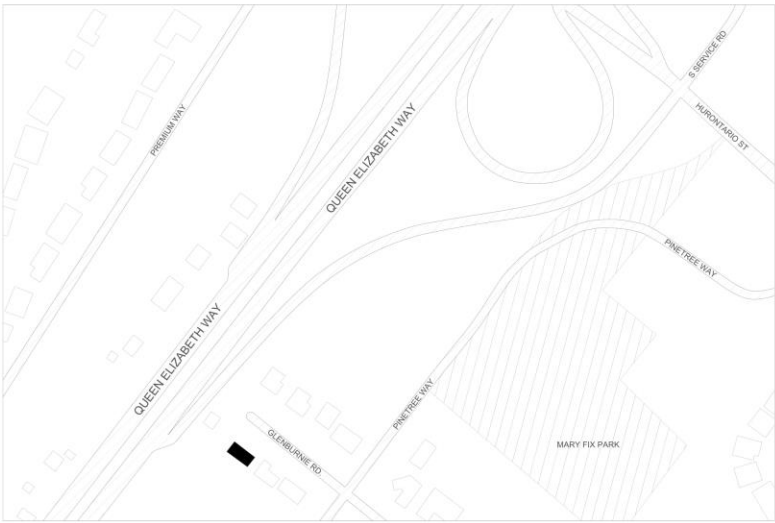 S SERVICE RD
HURONTARIO ST
PREMIUM WAY
QUEEN ELIZABETH WAY
PINETREE WAY
QUEEN ELIZABETH WAY
PINETREE WAY
GLENBURNIE RD
MARY FIX PARK